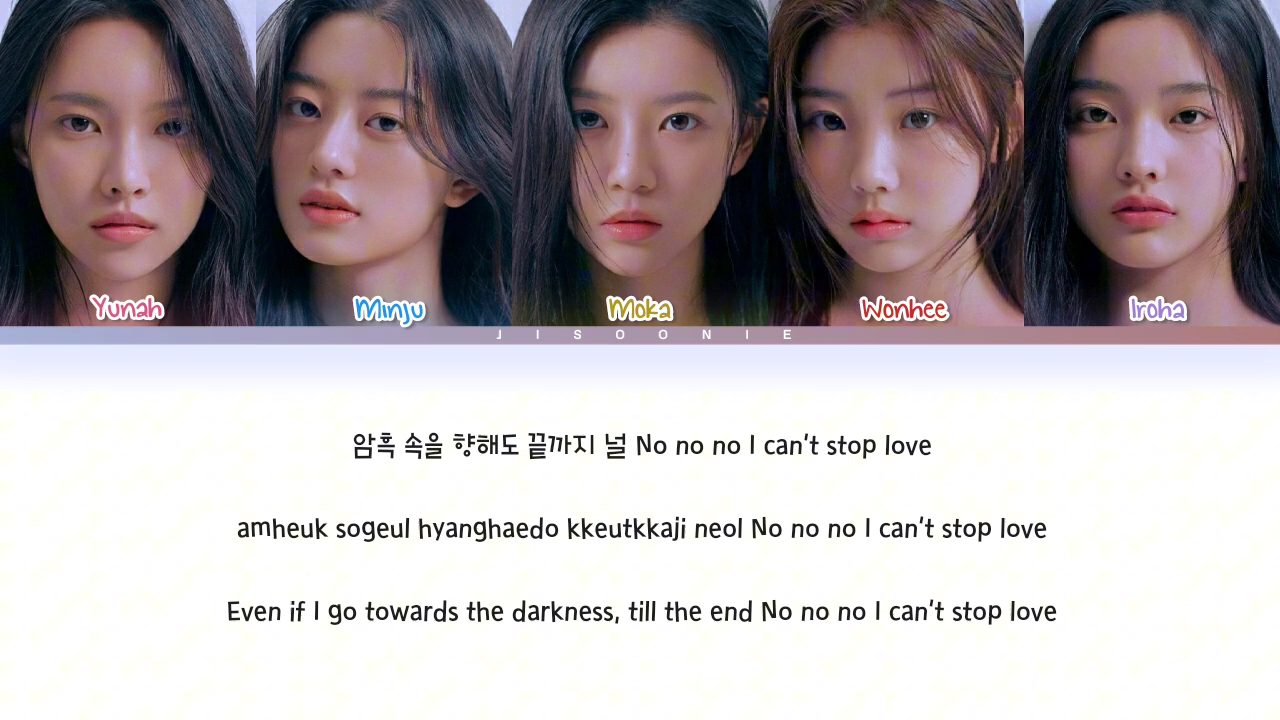 Yunah Minju Moka Wonhee Iroha
JISOONIE
암흑 속을 향해도 끝까지 널 No no no I can't stop love
amheuk sogeul hyanghaedo kkeutkkaji neol No no no I can't stop love
Even if I go towards the darkness, till the end No no no I can't stop love